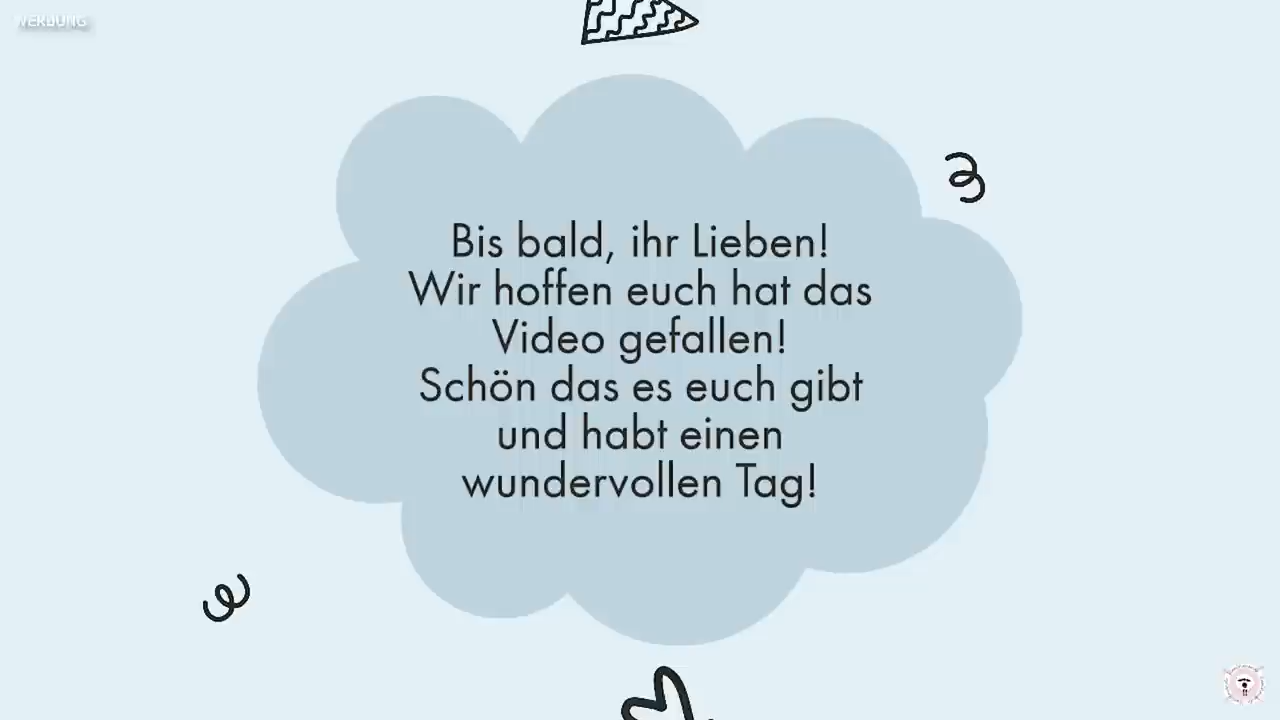 WERBUNG
Bis bald, ihr Lieben!
Wir hoffen euch hat das
Video gefallen!
Schön das es euch gibt
und habt einen
wundervollen Tag!